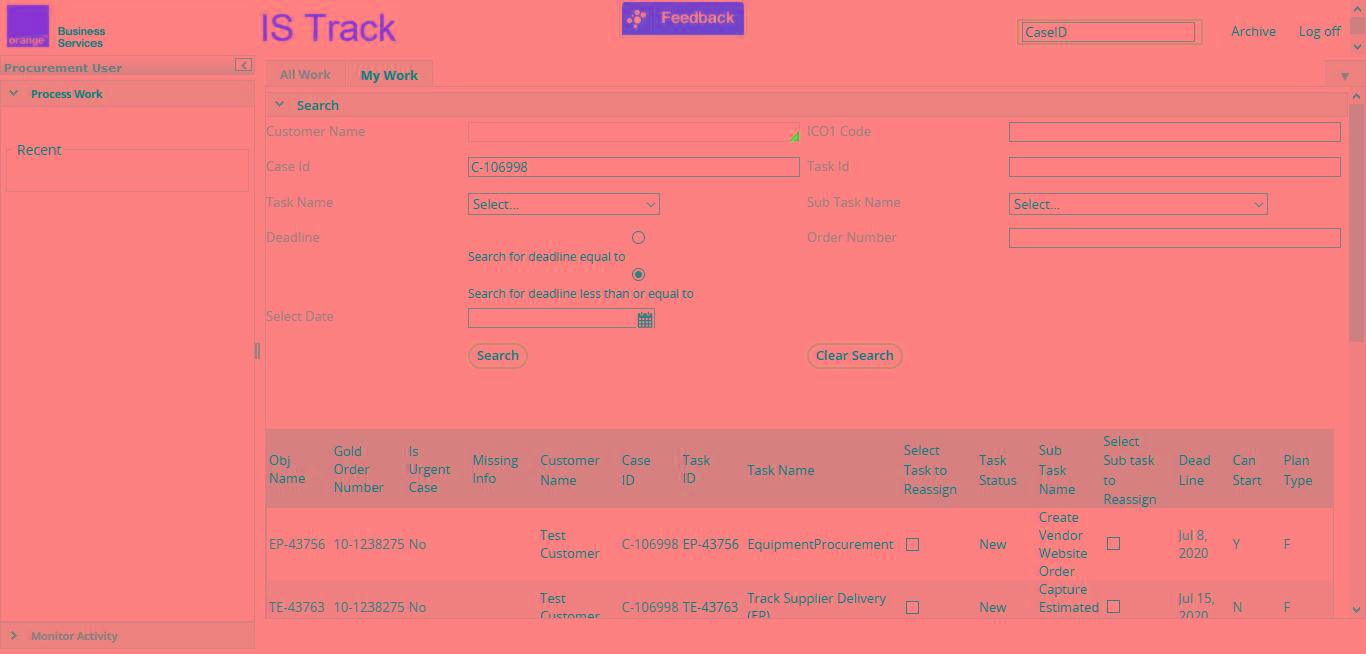 orange™
Business
Services
IS Track
Feedback
CaseID
Archive
Log off
Procurement User
All Work
My Work
Process Work
Search
Recent
Customer Name
ICO1 Code
Case Id
C-106998
Task Id
Task Name
Select...
Sub Task Name
Select...
Deadline
Order Number
Search for deadline equal to
Search for deadline less than or equal to
Select Date
Search
Clear Search
Obj
Name
Gold
Order
Number
Is
Urgent
Case
Missing
Info
Customer
Name
Case
ID
Task
ID
Task Name
Select
Task to
Reassign
Task
Status
Sub
Task
Name
Select
Sub task
to
Reassign
Dead
Line
Can
Start
Plan
Type
EP-43756
10-1238275
No
Test
Customer
C-106998
EP-43756
EquipmentProcurement
New
Create
Vendor
Website
Order
Jul 8,
2020
Y
F
TE-43763
10-1238275
No
Test
Customer
C-106998
TE-43763
Track Supplier Delivery
(EP)
New
Capture
Estimated
Jul 15,
2020
N
F
Monitor Activity